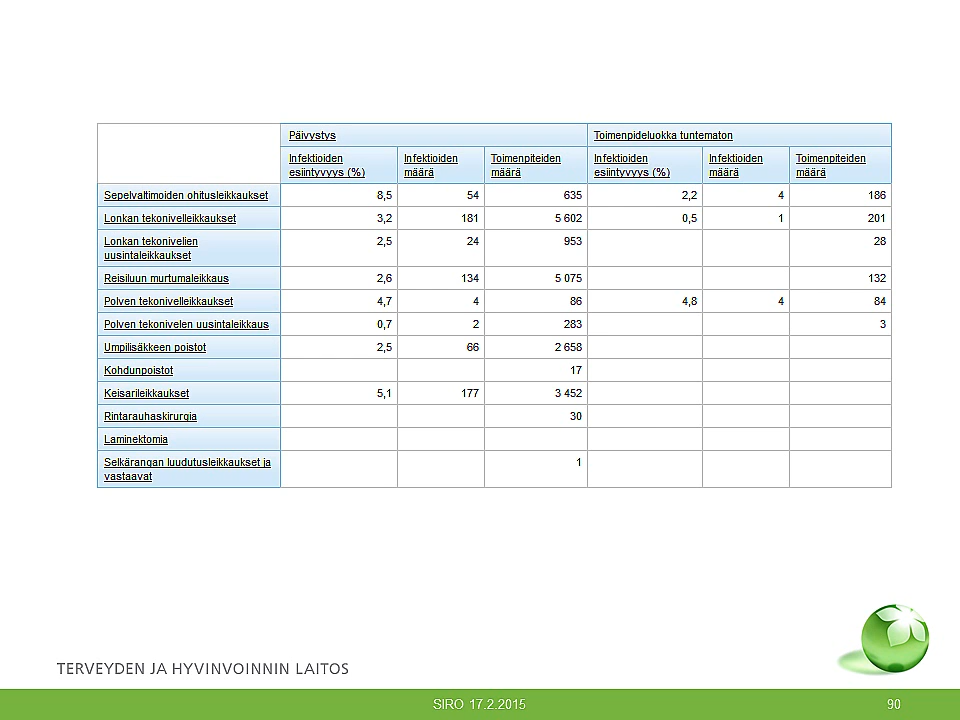 Päivystys Toimenpideluokka tuntematon
Infektioiden esiintyvyys (%) Infektioiden määrä Toimenpiteiden määrä Infektioiden esiintyvyys (%) Infektioiden määrä Toimenpiteiden määrä
Sepelvaltimoiden ohitusleikkaukset 8,5 54 635 2,2 4 186
Lonkan tekonivelleikkaukset 3,2 181 5 602 0,5 1 201
Lonkan tekonivelien uusintaleikkaukset 2,5 24 953 28
Reisiluun murtumaleikkaus 2,6 134 5 075 132
Polven tekonivelleikkaukset 4,7 4 86 4,8 4 84
Polven tekonivelen uusintaleikkaus 0,7 2 283 3
Umpilisäkkeen poistot 2,5 66 2 658
Kohdunpoistot 17
Keisarileikkaukset 5,1 177 3 452
Rintarauhaskirurgia 30
Laminektomia
Selkärangan luudutusleikkaukset ja vastaavat 1
TERVEYDEN JA HYVINVOINNIN LAITOS
SIRO 17.2.2015 90